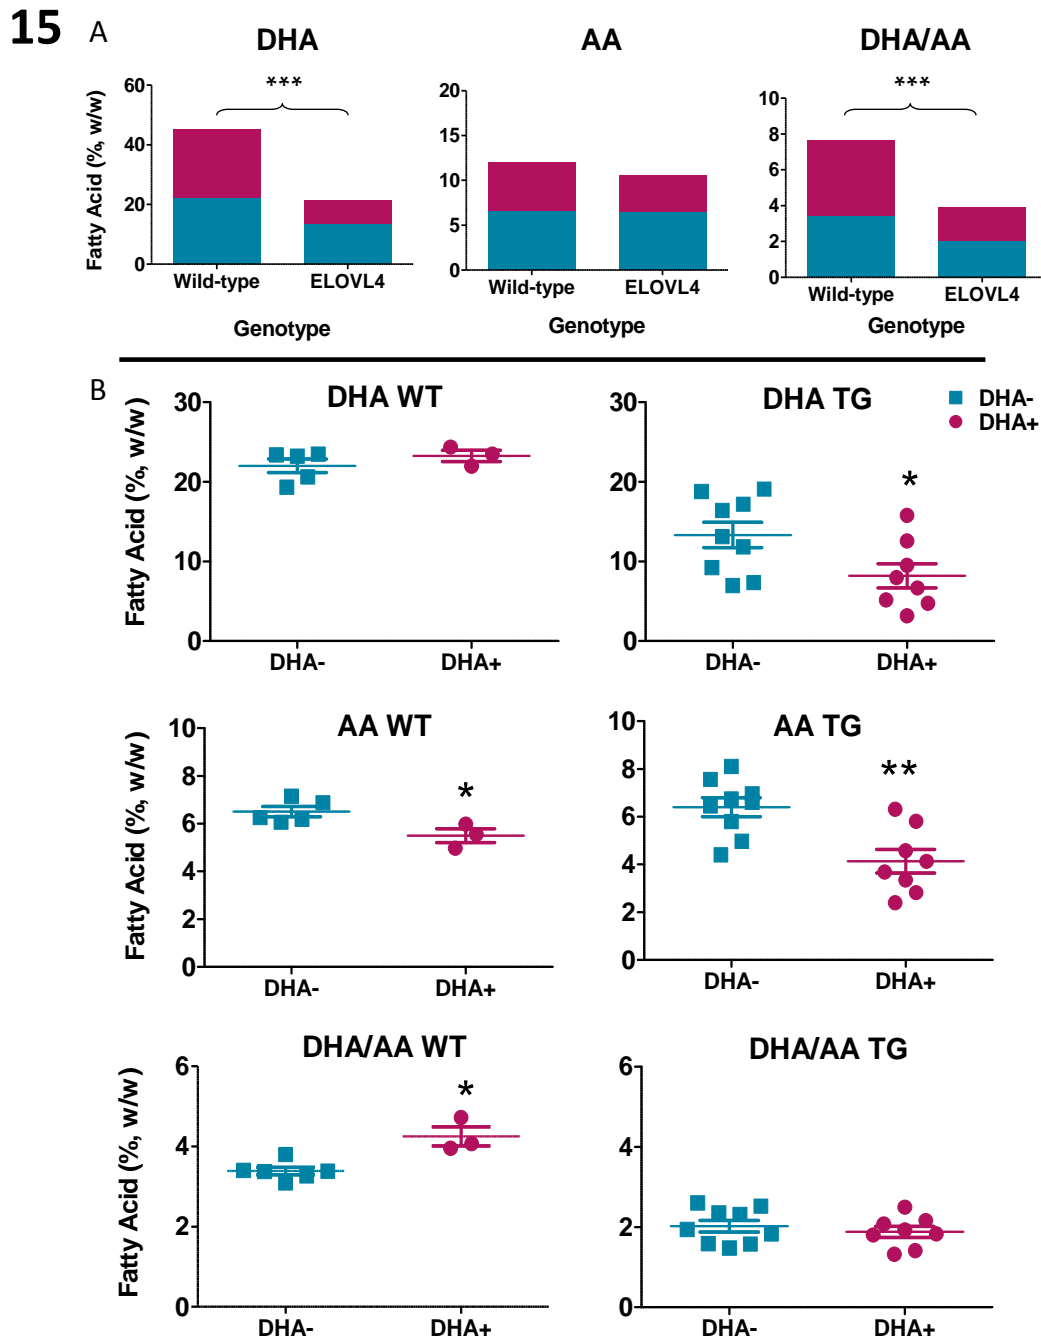 15
A
DHA
AA
DHA/AA
Fatty Acid (%, w/w)
60
40
20
0
***
Wild-type
ELOVL4
Genotype
20
15
10
5
0
Wild-type
ELOVL4
Genotype
10
8
6
4
2
0
***
Wild-type
ELOVL4
Genotype
B
DHA WT
Fatty Acid (%, w/w)
30
20
10
0
DHA-
DHA+
DHA TG
30
20
10
0
*
DHA-
DHA+
DHA-
DHA+
AA WT
Fatty Acid (%, w/w)
10
8
6
4
2
0
*
DHA-
DHA+
AA TG
10
8
6
4
2
0
**
DHA-
DHA+
DHA/AA WT
Fatty Acid (%, w/w)
6
4
2
0
*
DHA-
DHA+
DHA/AA TG
6
4
2
0
DHA-
DHA+